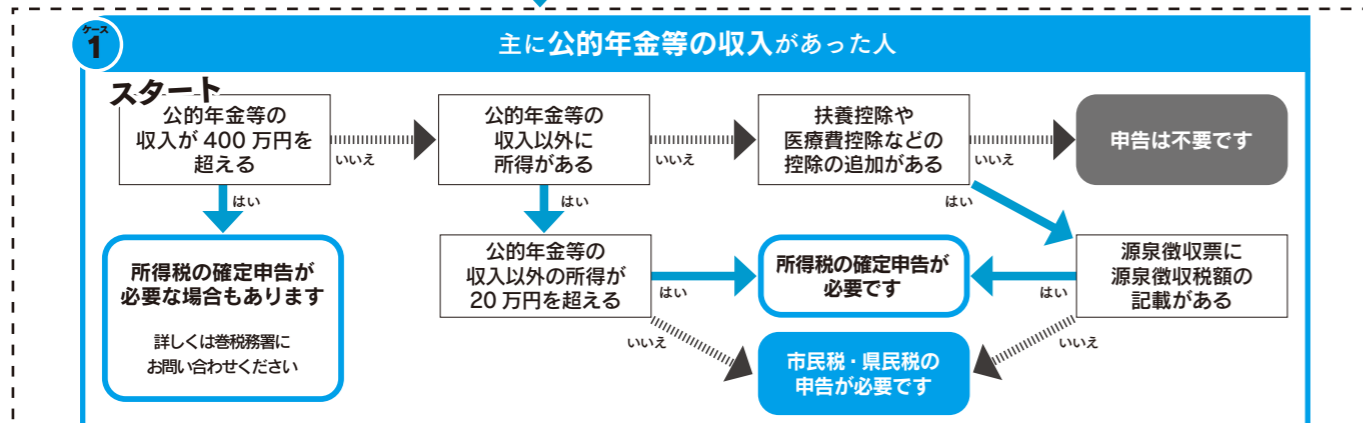 ケース
1
主に公的年金等の収入があった人
スタート
公的年金等の
収入が 400 万円を
超える
いいえ
公的年金等の
収入以外に
所得がある
いいえ
扶養控除や
医療費控除などの
控除の追加がある
いいえ
申告は不要です
はい
はい
はい
所得税の確定申告が
必要な場合もあります
詳しくは巻税務署に
お問い合わせください
公的年金等の
収入以外の所得が
20 万円を超える
はい
所得税の確定申告が
必要です
はい
源泉徴収票に
源泉徴収税額の
記載がある
いいえ
いいえ
市民税・県民税の
申告が必要です